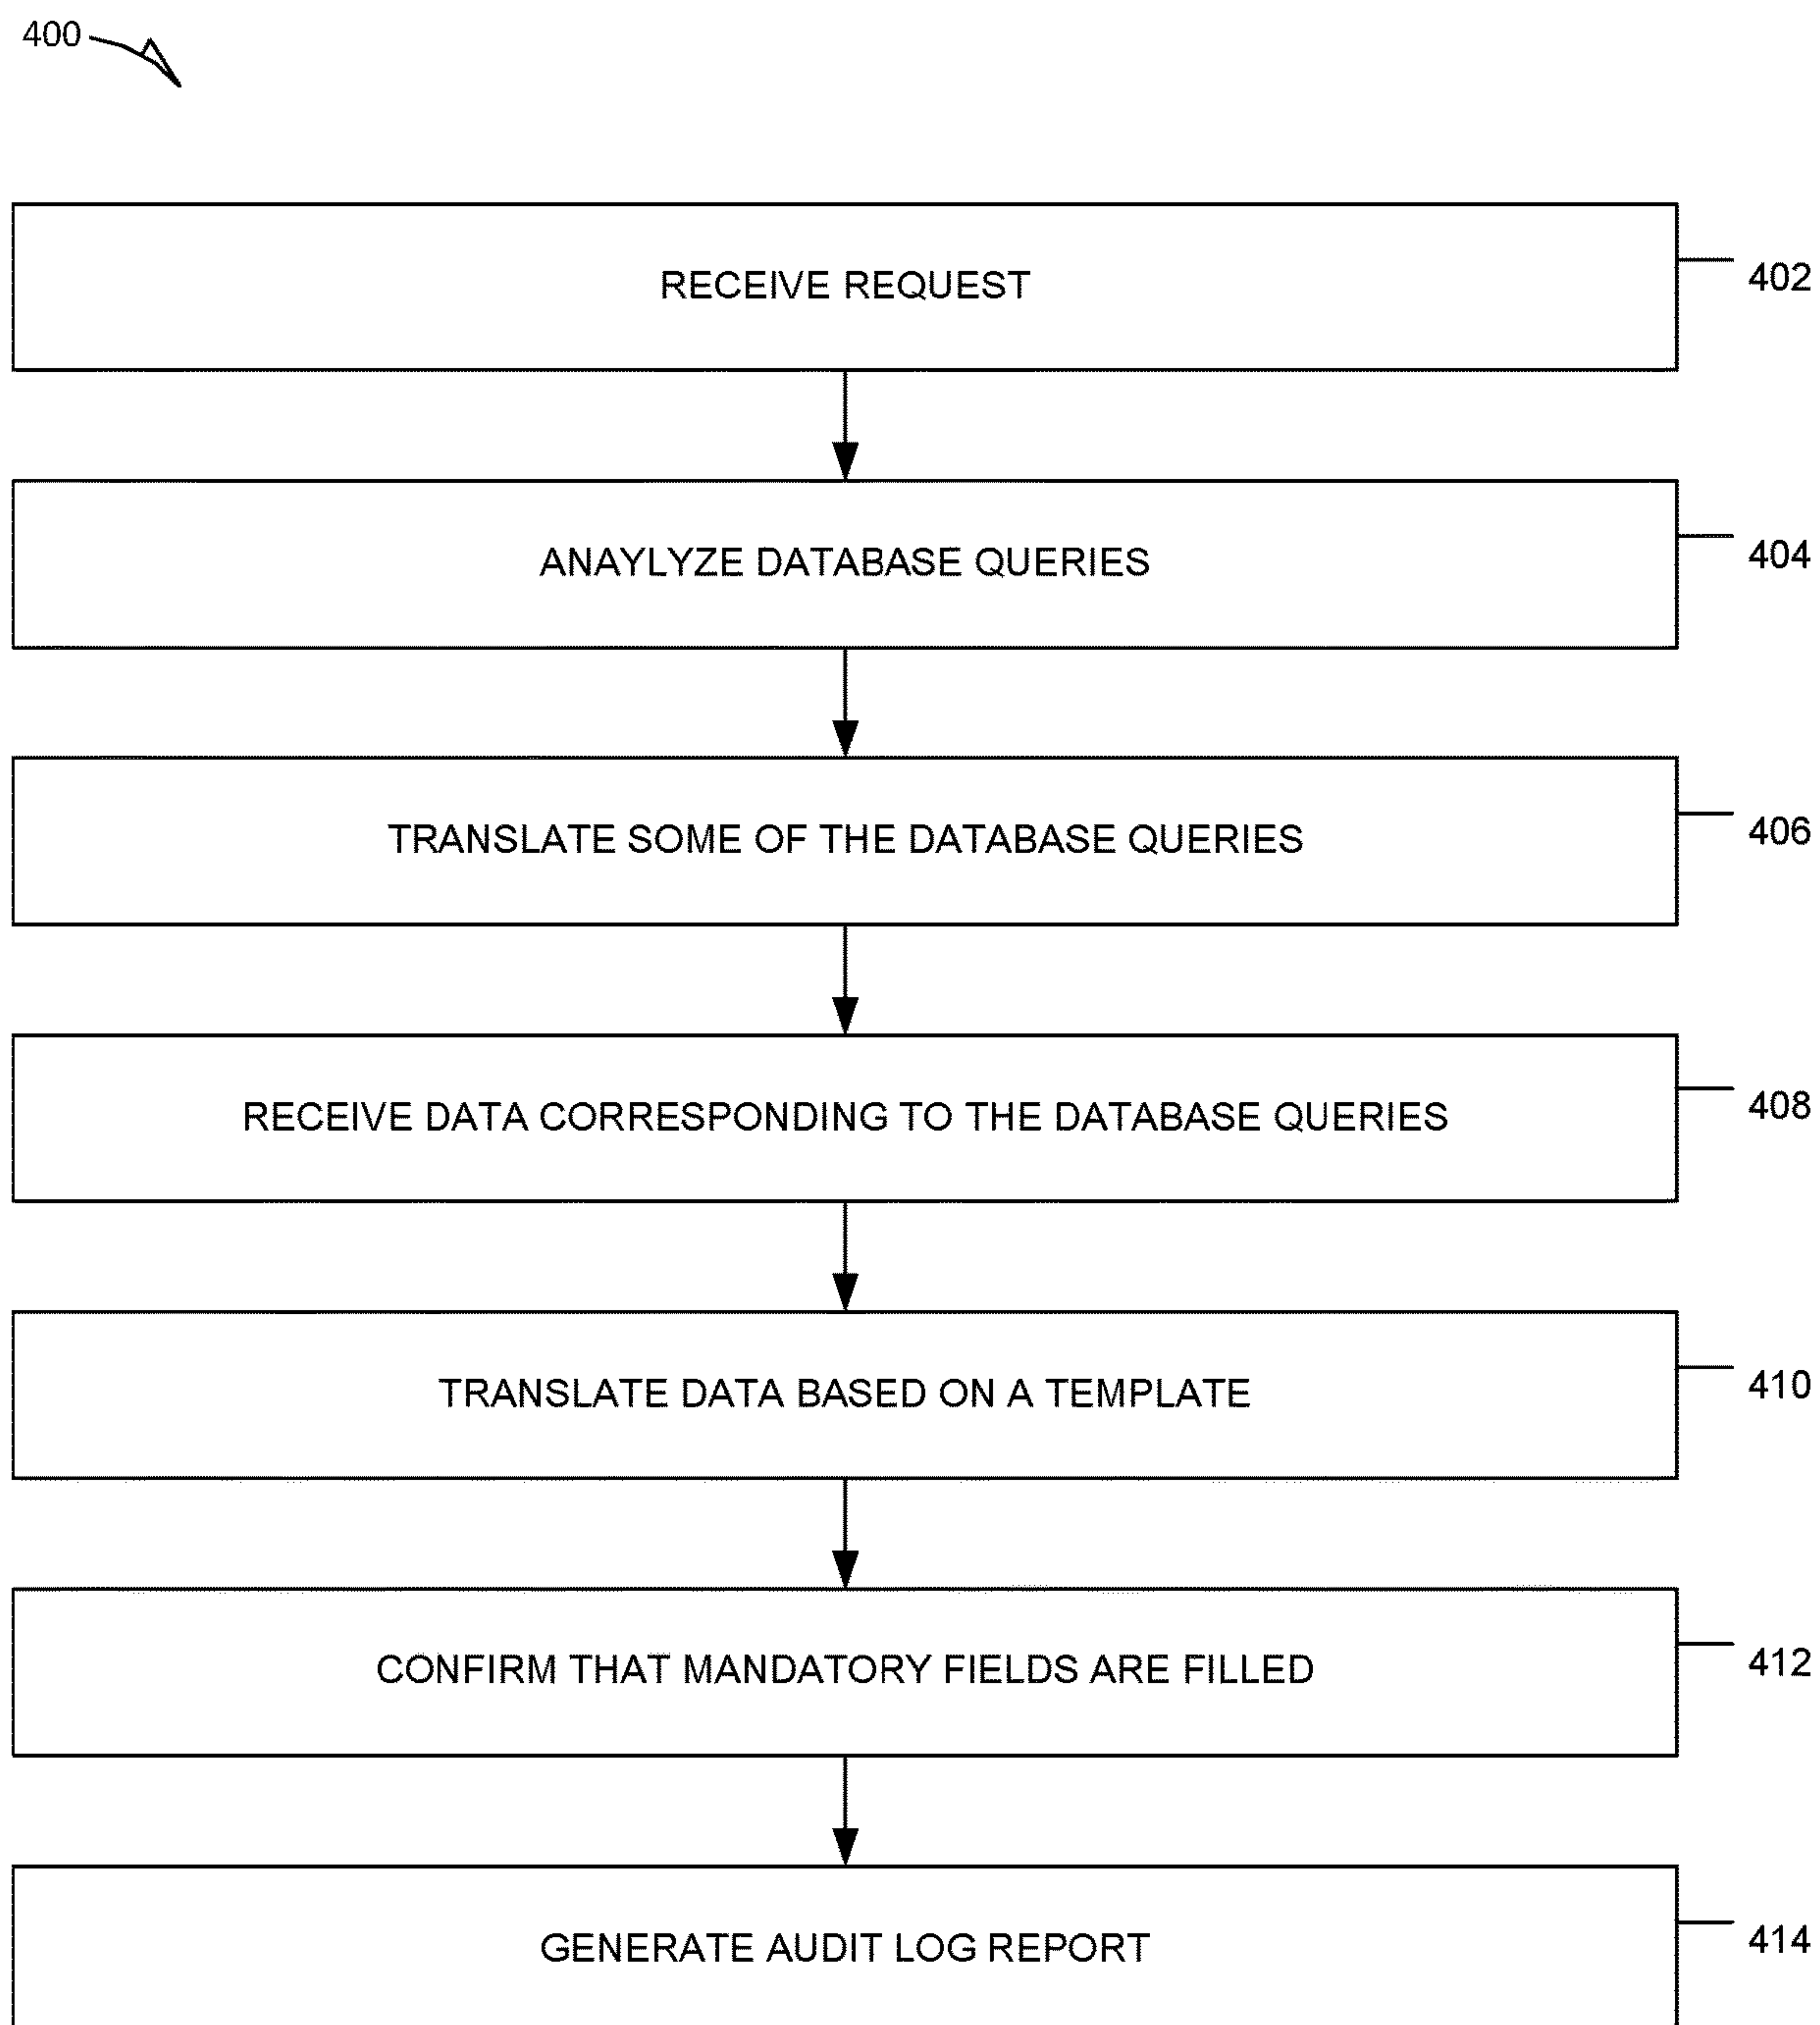 400
RECEIVE REQUEST
402
ANAYLYZE DATABASE QUERIES
404
TRANSLATE SOME OF THE DATABASE QUERIES
406
RECEIVE DATA CORRESPONDING TO THE DATABASE QUERIES
408
TRANSLATE DATA BASED ON A TEMPLATE
410
CONFIRM THAT MANDATORY FIELDS ARE FILLED
412
GENERATE AUDIT LOG REPORT
414